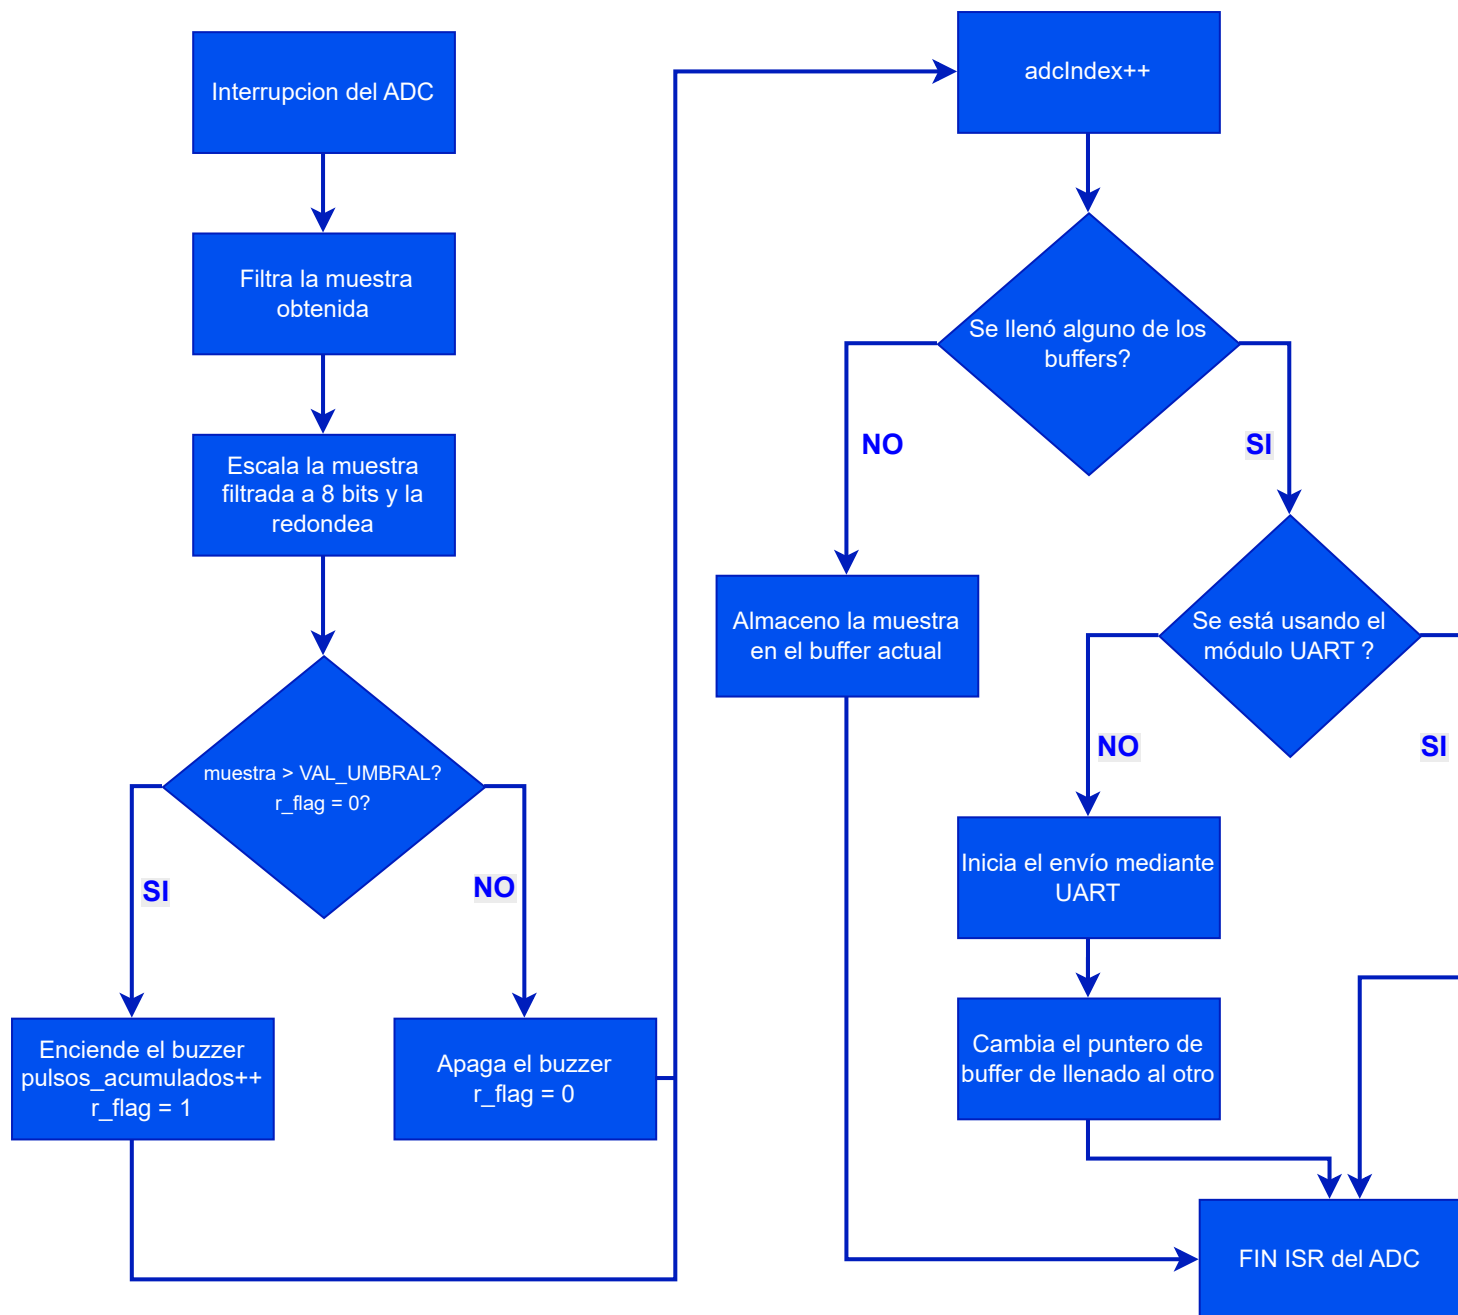 Interrupcion del ADC
Filtra la muestra
obtenida
Escala la muestra
filtrada a 8 bits y la
redondea
muestra > VAL_UMBRAL?
r_flag = 0?
SI
NO
Enciende el buzzer
pulsos_acumulados++
r_flag = 1
Apaga el buzzer
r_flag = 0
adcIndex++
Se llenó alguno de los
buffers?
NO
SI
Almaceno la muestra
en el buffer actual
Se está usando el
módulo UART ?
NO
SI
Inicia el envío mediante
UART
Cambia el puntero de
buffer de llenado al otro
FIN ISR del ADC